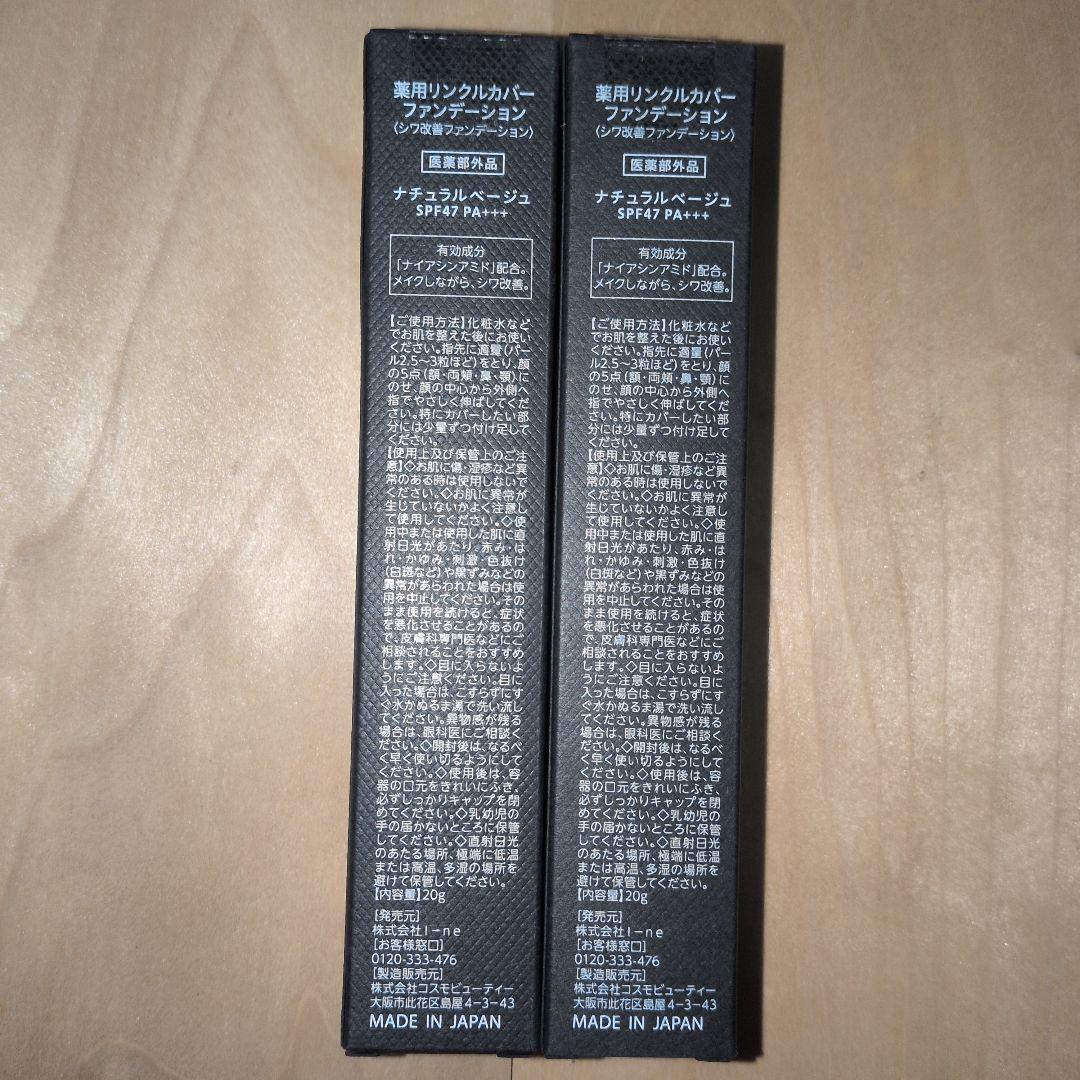 薬用リンクルカバー
ファンデーション
〈シワ改善ファンデーション〉
医薬部外品
ナチュラルベージュ
SPF47 PA+++
有効成分
「ナイアシンアミド」配合。
メイクしながら、シワ改善。
【ご使用方法】化粧水など
でお肌を整えた後にお使い
ください。指先に適量(パー
ル2.5〜3粒ほど)をとり、顔
の5点(額・両頬・鼻・顎)に
のせ、顔の中心から外側へ
指でやさしく伸ばしてくだ
さい。特にカバーしたい部
分には少量ずつ付け足して
ください。
【使用上及び保管上のご注
意】◇お肌に傷・湿疹など異
常のある時は使用しないで
ください。◇お肌に異常が
生じていないかよく注意し
て使用してください。◇使
用中または使用した肌に直
射日光があたり、赤み・は
れ・かゆみ・刺激・色抜け
(白斑など)や黒ずみなどの
異常があらわれた場合は使
用を中止してください。その
まま使用を続けると、症状
を悪化させることがあるの
で、皮膚科専門医などにご
相談されることをおすすめ
します。◇目に入らないよ
うにご注意ください。目に
入った場合は、こすらずにす
ぐ水かぬるま湯で洗い流し
てください。異物感が残る
場合は、眼科医にご相談く
ださい。◇開封後は、なるべ
く早く使い切るようにして
ください。◇使用後は、容
器の口元をきれいにふき、
必ずしっかりキャップを閉
めてください。◇乳幼児の
手の届かないところに保管
してください。◇直射日光
のあたる場所、極端に低温
または高温、多湿の場所を
避けて保管してください。
【内容量】20g
[発売元]
株式会社I-ne
[お客様窓口]
0120-333-476
[製造販売元]
株式会社コスモビューティー
大阪市此花区島屋4-3-43
MADE IN JAPAN
薬用リンクルカバー
ファンデーション
〈シワ改善ファンデーション〉
医薬部外品
ナチュラルベージュ
SPF47 PA+++
有効成分
「ナイアシンアミド」配合。
メイクしながら、シワ改善。
【ご使用方法】化粧水など
でお肌を整えた後にお使い
ください。指先に適量(パー
ル2.5〜3粒ほど)をとり、顔
の5点(額・両頬・鼻・顎)に
のせ、顔の中心から外側へ
指でやさしく伸ばしてくだ
さい。特にカバーしたい部
分には少量ずつ付け足して
ください。
【使用上及び保管上のご注
意】◇お肌に傷・湿疹など異
常のある時は使用しないで
ください。◇お肌に異常が
生じていないかよく注意し
て使用してください。◇使
用中または使用した肌に直
射日光があたり、赤み・は
れ・かゆみ・刺激・色抜け
(白斑など)や黒ずみなどの
異常があらわれた場合は使
用を中止してください。その
まま使用を続けると、症状
を悪化させることがあるの
で、皮膚科専門医などにご
相談されることをおすすめ
します。◇目に入らないよ
うにご注意ください。目に
入った場合は、こすらずにす
ぐ水かぬるま湯で洗い流し
てください。異物感が残る
場合は、眼科医にご相談く
ださい。◇開封後は、なるべ
く早く使い切るようにして
ください。◇使用後は、容
器の口元をきれいにふき、
必ずしっかりキャップを閉
めてください。◇乳幼児の
手の届かないところに保管
してください。◇直射日光
のあたる場所、極端に低温
または高温、多湿の場所を
避けて保管してください。
【内容量】20g
[発売元]
株式会社I-ne
[お客様窓口]
0120-333-476
[製造販売元]
株式会社コスモビューティー
大阪市此花区島屋4-3-43
MADE IN JAPAN